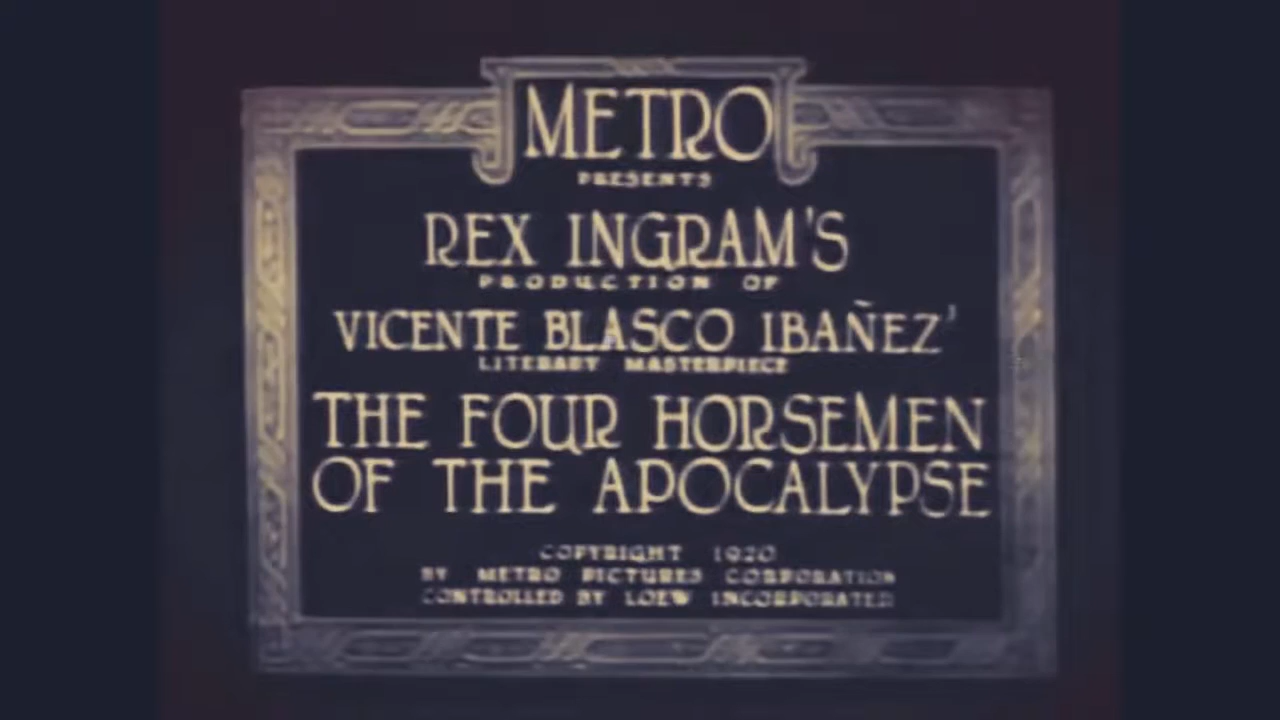 METRO
PRESENTS
REX INGRAM'S
PRODUCTION OF
VICENTE BLASCO IBAÑEZ'
LITERARY MASTERPIECE
THE FOUR HORSEMEN
OF THE APOCALYPSE
COPYRIGHT 1920
BY METRO PICTURES CORPORATION
CONTROLLED BY LOEW INCORPORATED